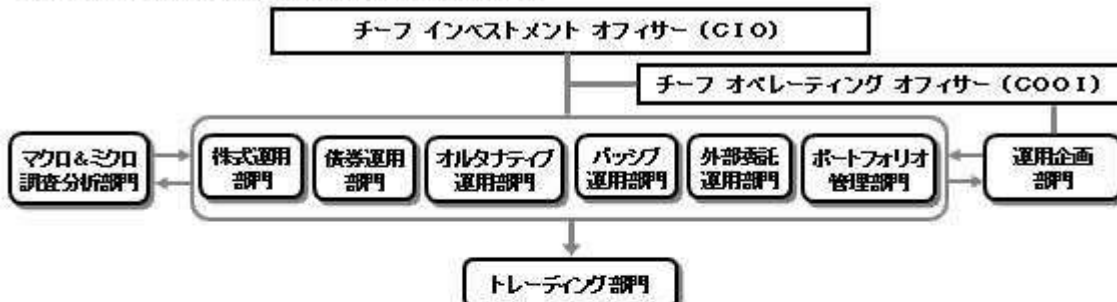 チーフ インベストメント オフィサー (CIO)
チーフ オペレーティング オフィサー (COOI)
マクロ&ミクロ
調査分析部門
株式運用
部門
債券運用
部門
オルタナティブ
運用部門
パッシブ
運用部門
外部委託
運用部門
ポートフォリオ
管理部門
運用企画
部門
トレーディング部門